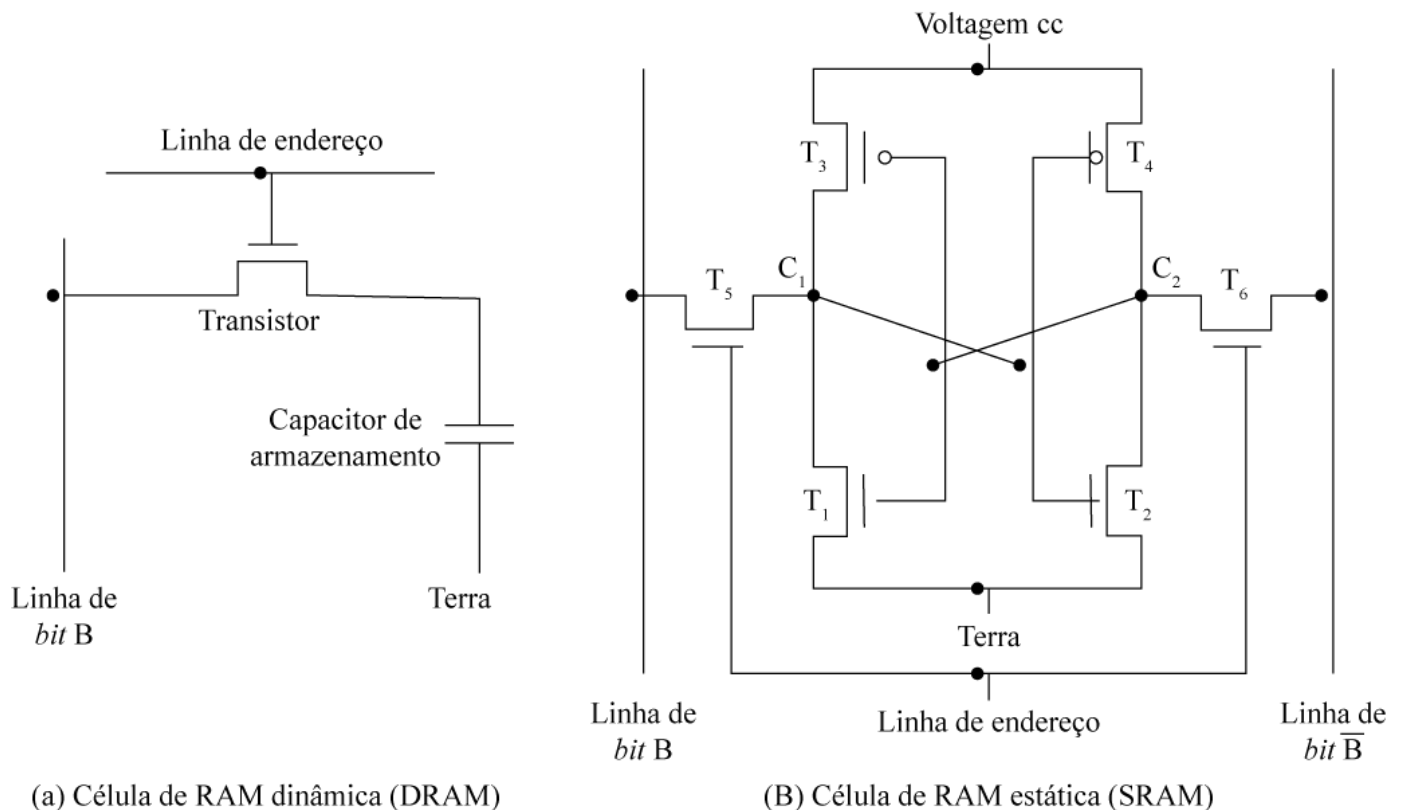 Linha de endereço
Transistor
Capacitor de
armazenamento
Linha de
bit B
Terra
(a) Célula de RAM dinâmica (DRAM)
Voltagem cc
T₃
T₄
T₅
C₁
C₂
T₆
T₁
T₂
Terra
Linha de
bit B
Linha de endereço
Linha de
bit B̅
(B) Célula de RAM estática (SRAM)